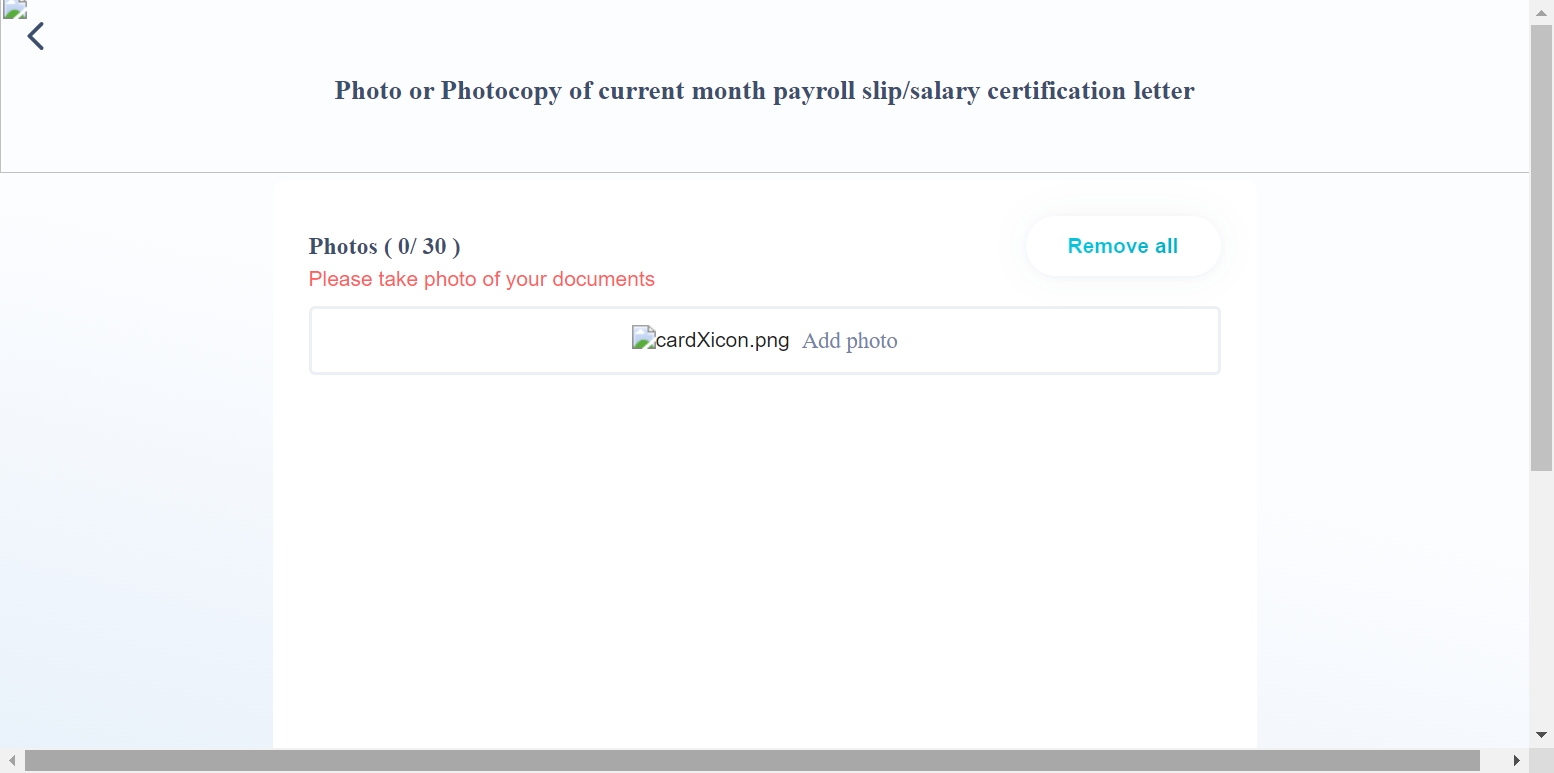 Photo or Photocopy of current month payroll slip/salary certification letter
Photos ( 0/ 30 )
Remove all
Please take photo of your documents
cardXicon.png Add photo